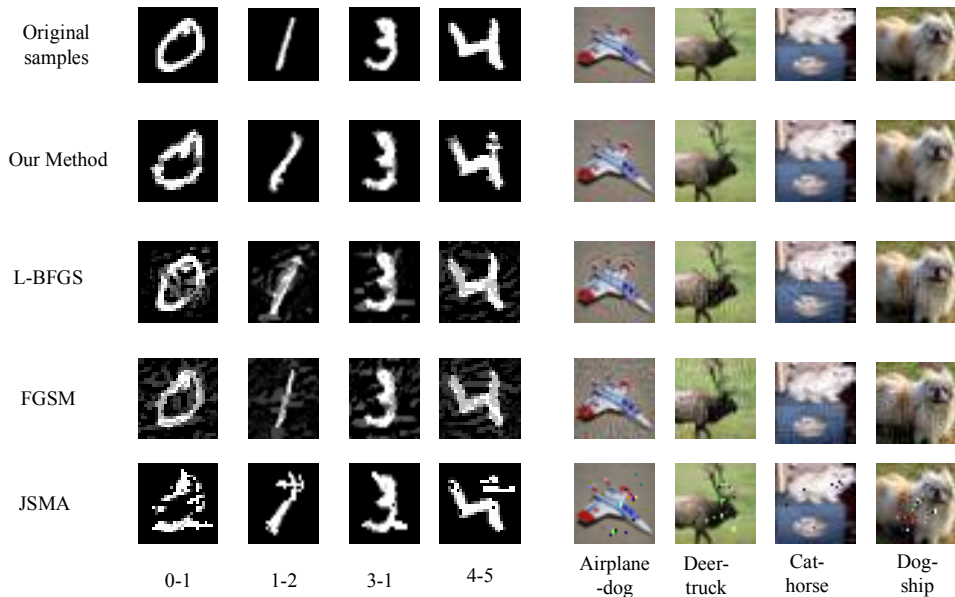 Original
samples
Our Method
L-BFGS
FGSM
JSMA
0-1
1-2
3-1
4-5
Airplane
-dog
Deer-
truck
Cat-
horse
Dog-
ship